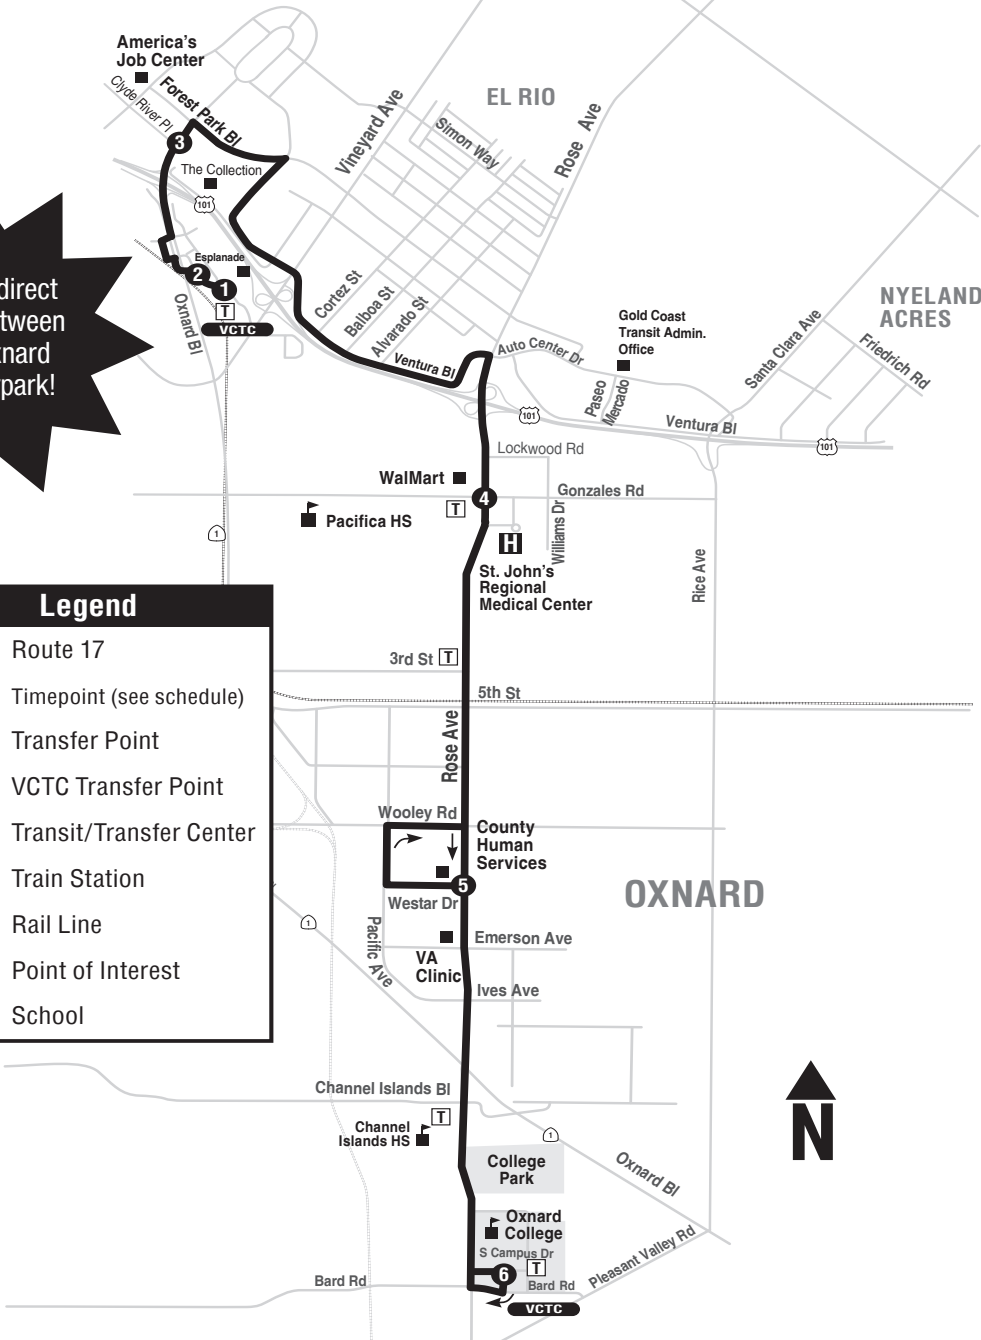 America's
Job Center
Clyde River Pl
Forest Park Bl
3
The Collection
101
Esplanade
2
1
T
VCTC
Oxnard Bl
Vineyard Ave
EL RIO
Simon Way
Rose Ave
Cortez St
Balboa St
Alvarado St
Ventura Bl
Auto Center Dr
Gold Coast
Transit Admin.
Office
Paseo
Mercado
Santa Clara Ave
NYELAND
ACRES
Friedrich Rd
101
Ventura Bl
101
direct
Lockwood Rd
WalMart
4
Gonzales Rd
T
Pacifica HS
Williams Dr
1
H
St. John's
Regional
Medical Center
Rice Ave
Legend
Route 17
Timepoint (see schedule)
Transfer Point
VCTC Transfer Point
Transit/Transfer Center
Train Station
Rail Line
Point of Interest
School
3rd St T
5th St
Rose Ave
Wooley Rd
County
Human
Services
5
Westar Dr
OXNARD
1
Pacific Ave
Emerson Ave
VA
Clinic
Ives Ave
Channel Islands Bl
T
Channel
Islands HS
1
College
Park
Oxnard Bl
N
Oxnard
College
S Campus Dr
6
T
Bard Rd
Bard Rd
Pleasant Valley Rd
VCTC